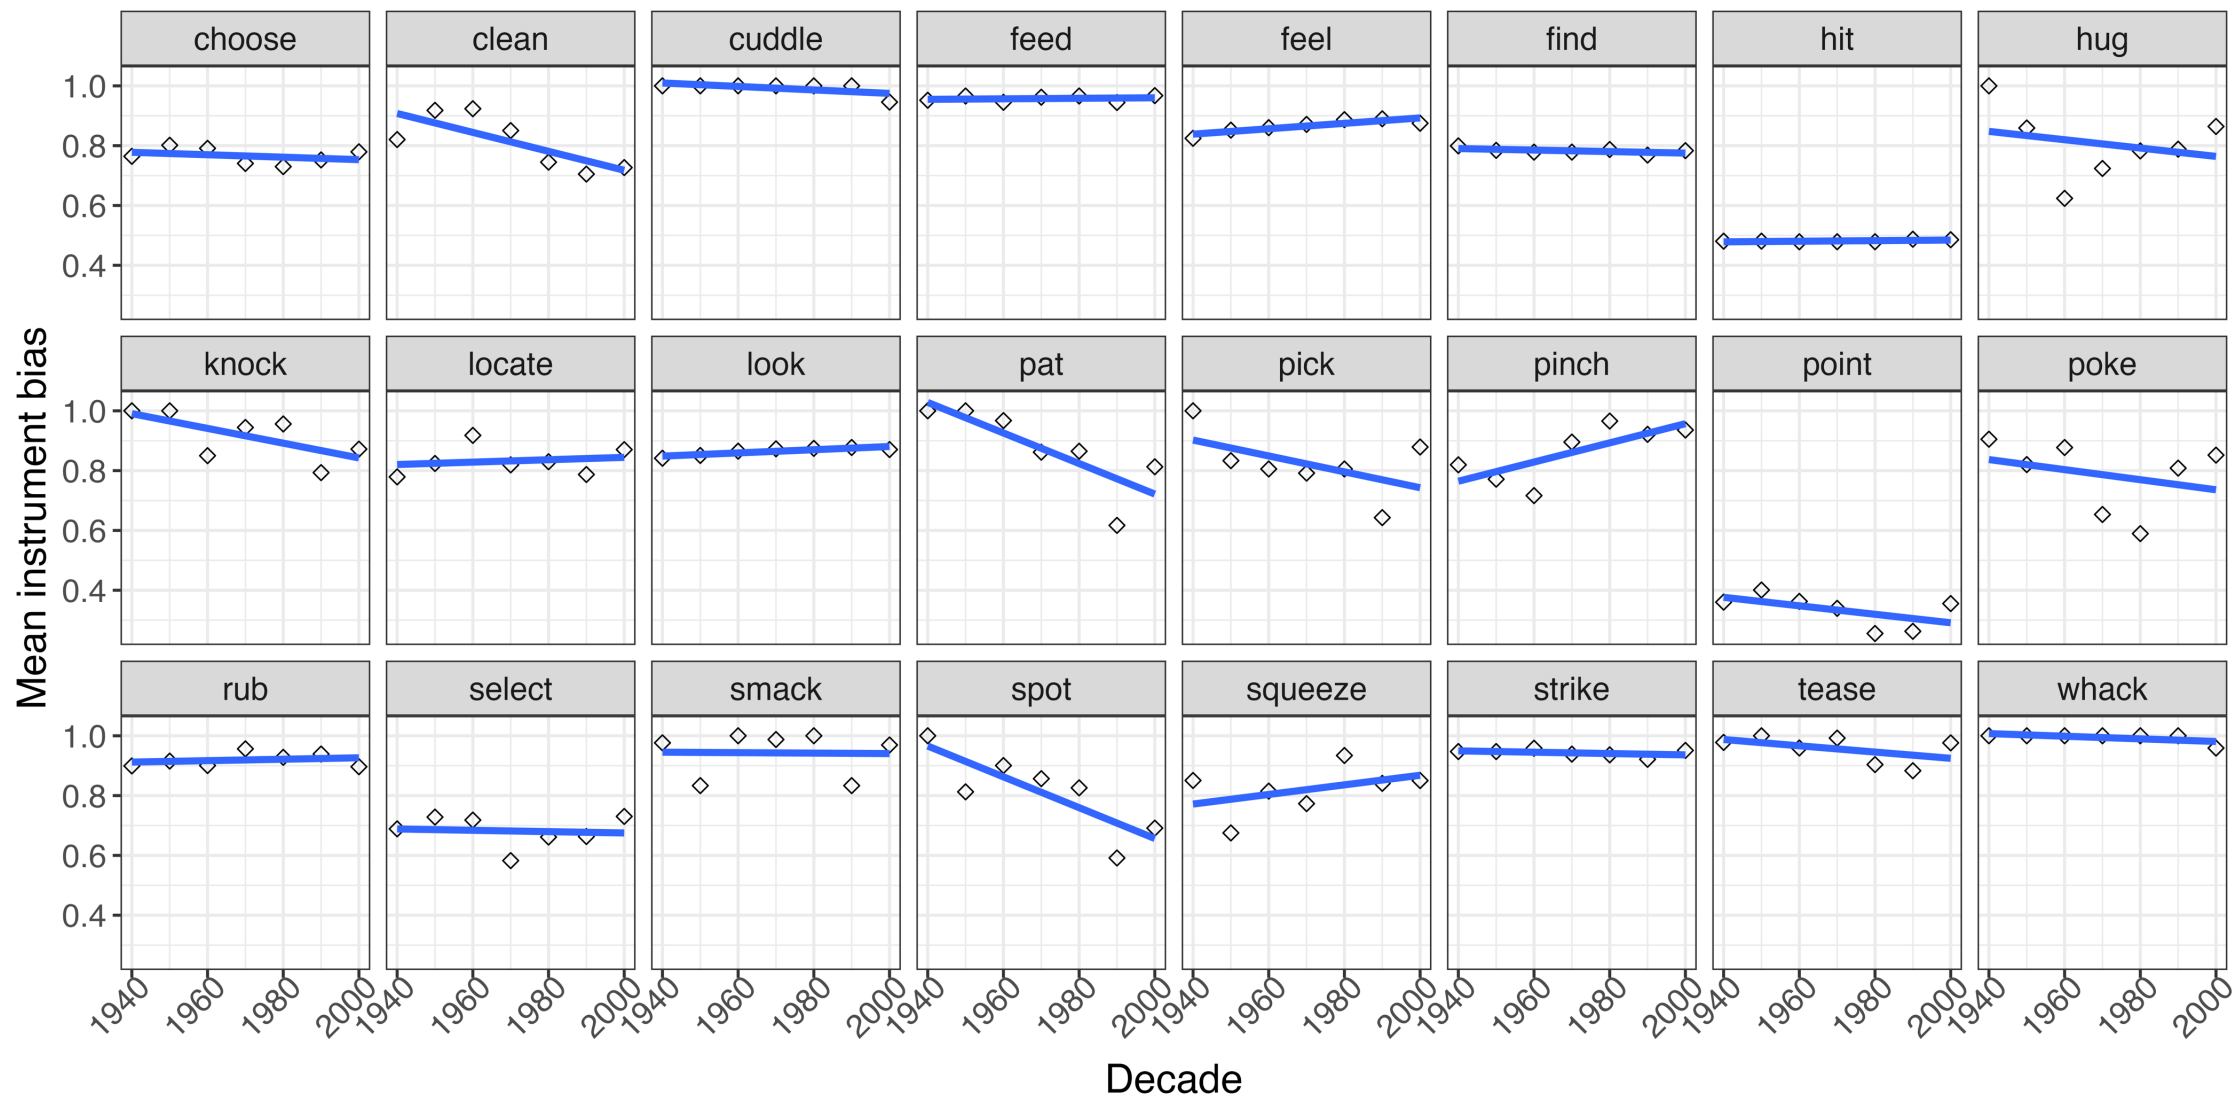 choose clean cuddle feed feel find hit hug
1.0
0.8
0.6
0.4
knock locate look pat pick pinch point poke
1.0
0.8
0.6
0.4
Mean instrument bias
rub select smack spot squeeze strike tease whack
1.0
0.8
0.6
0.4
1940 1960 1980 2000 1940 1960 1980 2000 1940 1960 1980 2000 1940 1960 1980 2000 1940 1960 1980 2000 1940 1960 1980 2000 1940 1960 1980 2000 1940 1960 1980 2000
Decade